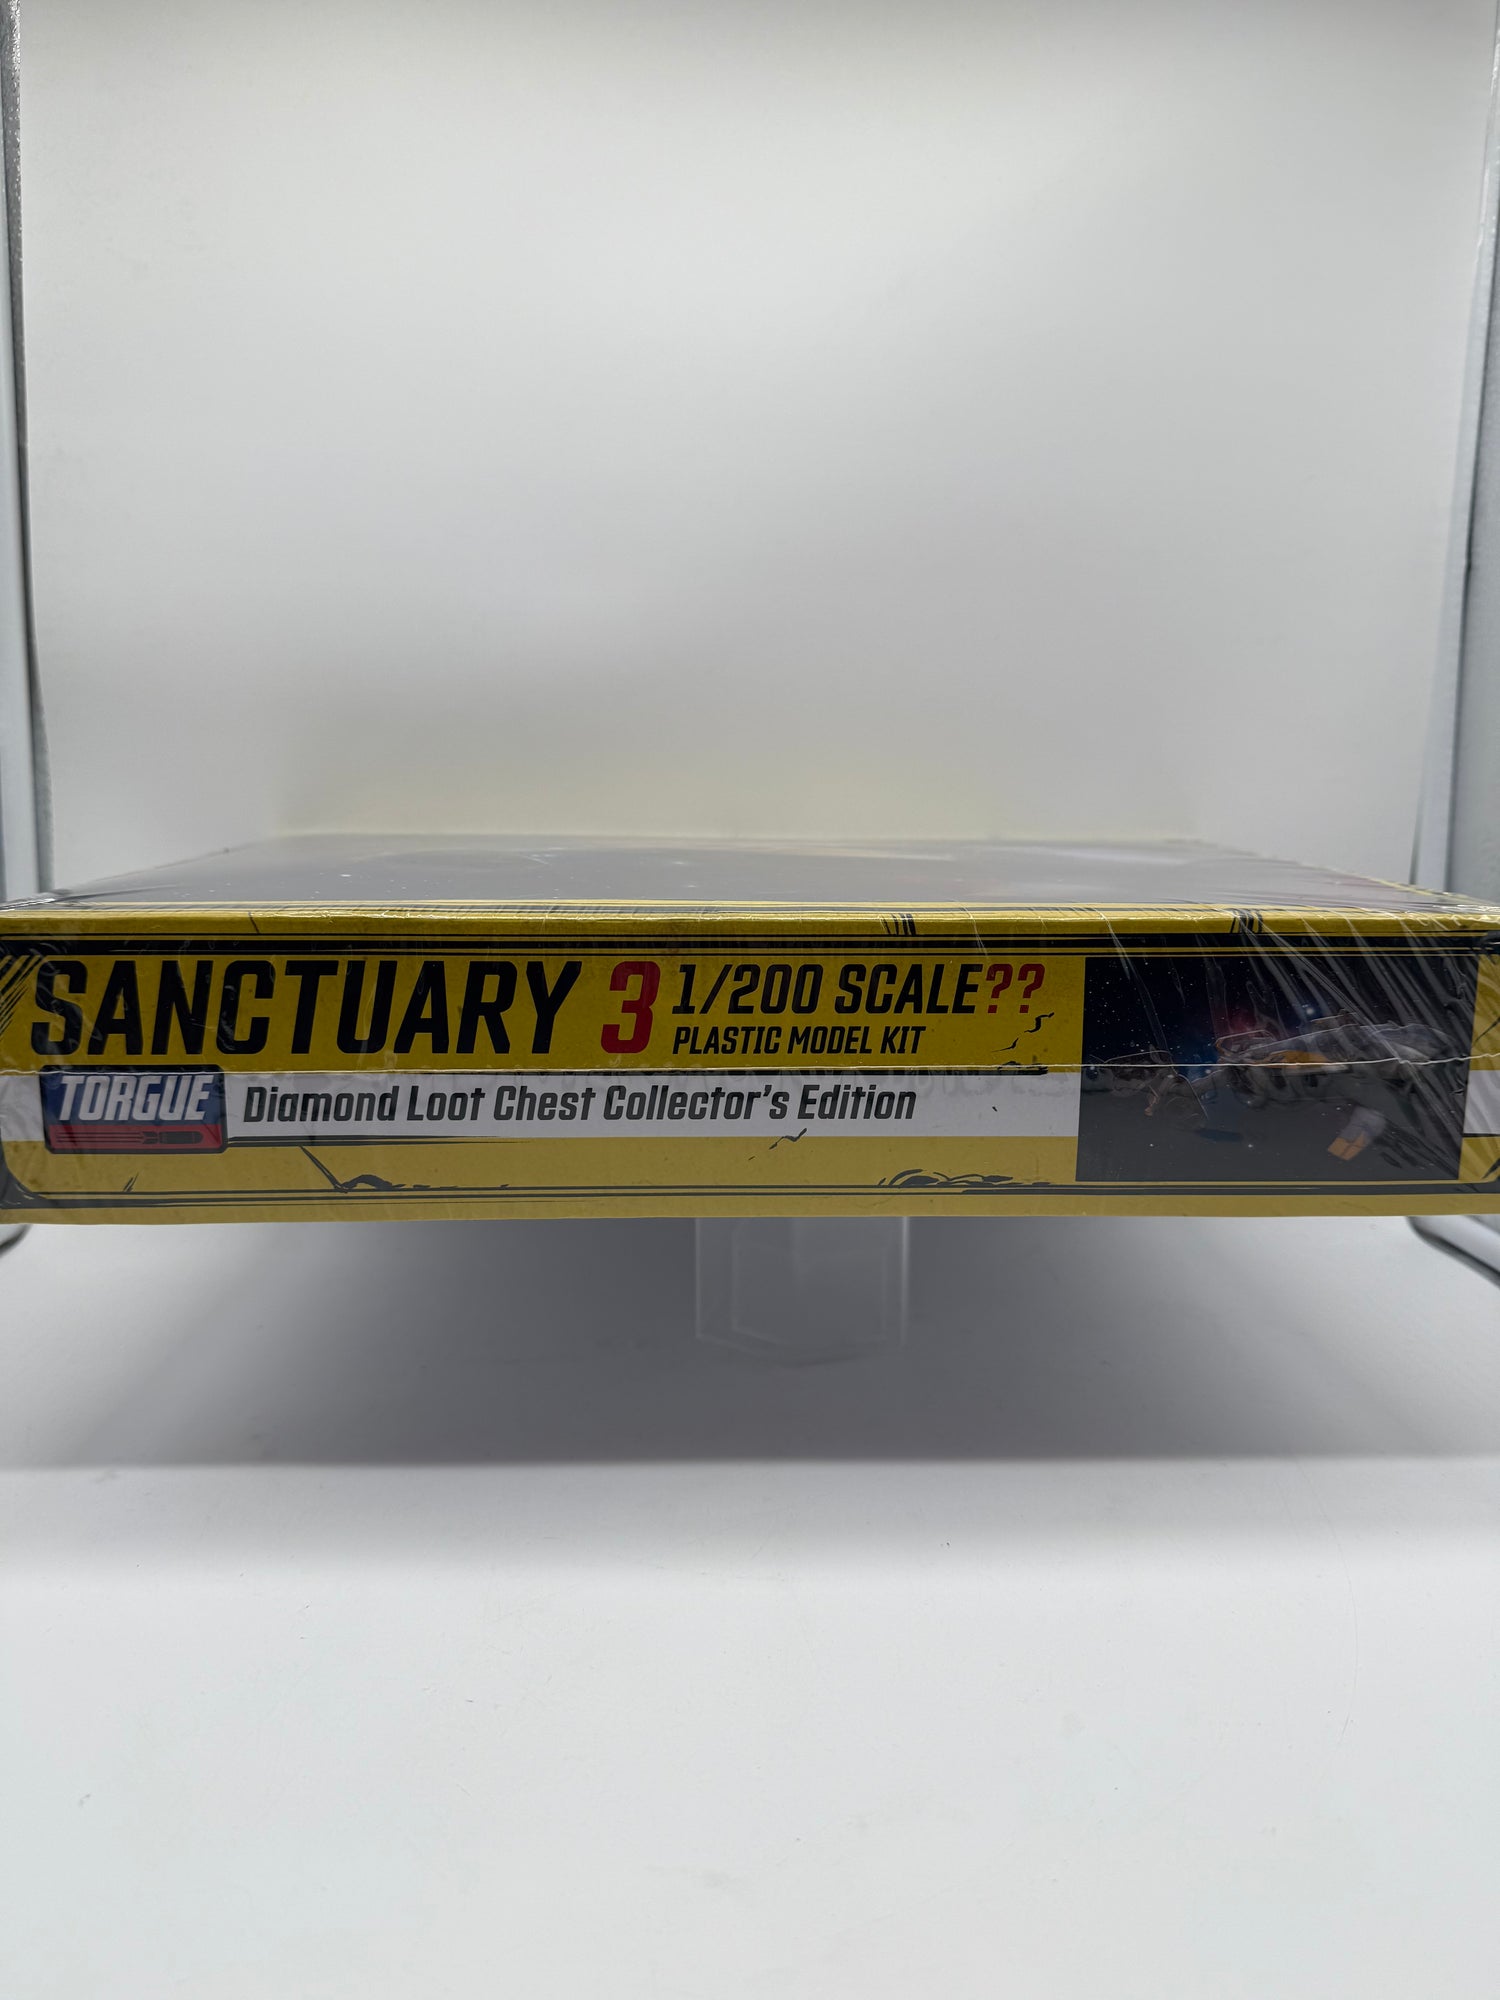 SANCTUARY 3
1/200 SCALE??
PLASTIC MODEL KIT
TORGUE
Diamond Loot Chest Collector's Edition